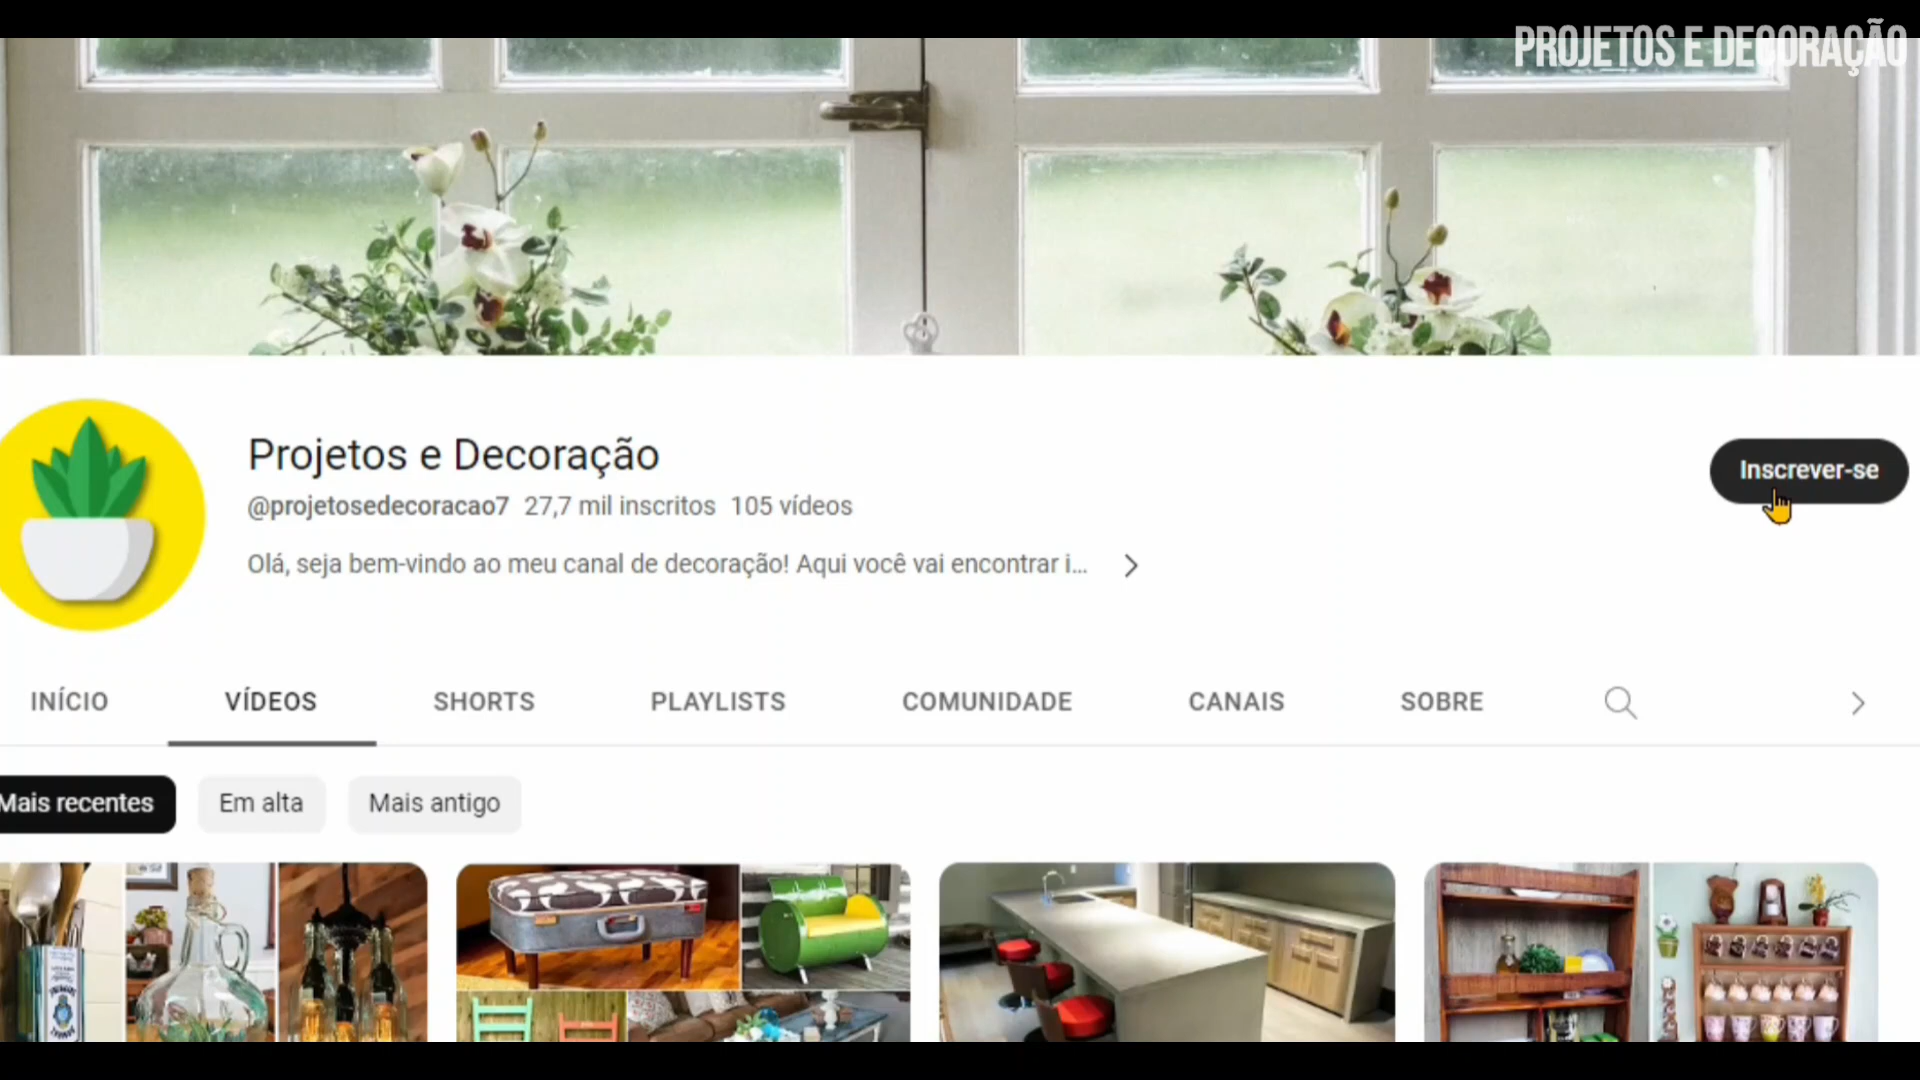 PROJETOS E DECORAÇÃO
Projetos e Decoração
@projetosedecoracao7 27,7 mil inscritos 105 vídeos
Inscrever-se
Olá, seja bem-vindo ao meu canal de decoração! Aqui você vai encontrar i...
INÍCIO VÍDEOS SHORTS PLAYLISTS COMUNIDADE CANAIS SOBRE
Mais recentes Em alta Mais antigo